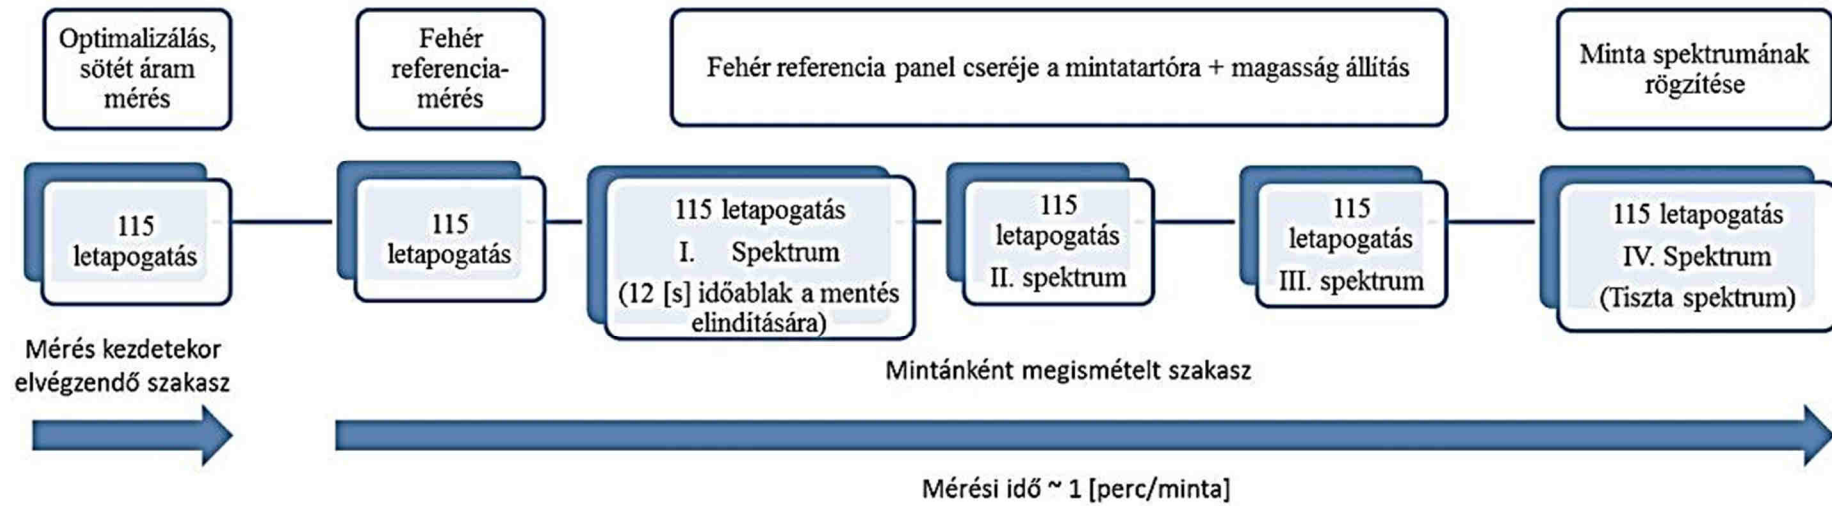 Optimalizálás,
sötét áram
mérés
Fehér
referencia-
mérés
Fehér referencia panel cseréje a mintatartóra + magasság állítás
Minta spektrumának
rögzítése
115
letapogatás
115
letapogatás
115 letapogatás
I. Spektrum
(12 [s] időablak a mentés
elindítására)
115
letapogatás
II. spektrum
115
letapogatás
III. spektrum
115 letapogatás
IV. Spektrum
(Tiszta spektrum)
Mérés kezdetekor
elvégzendő szakasz
Mintánként megismételt szakasz
Mérési idő ~ 1 [perc/minta]